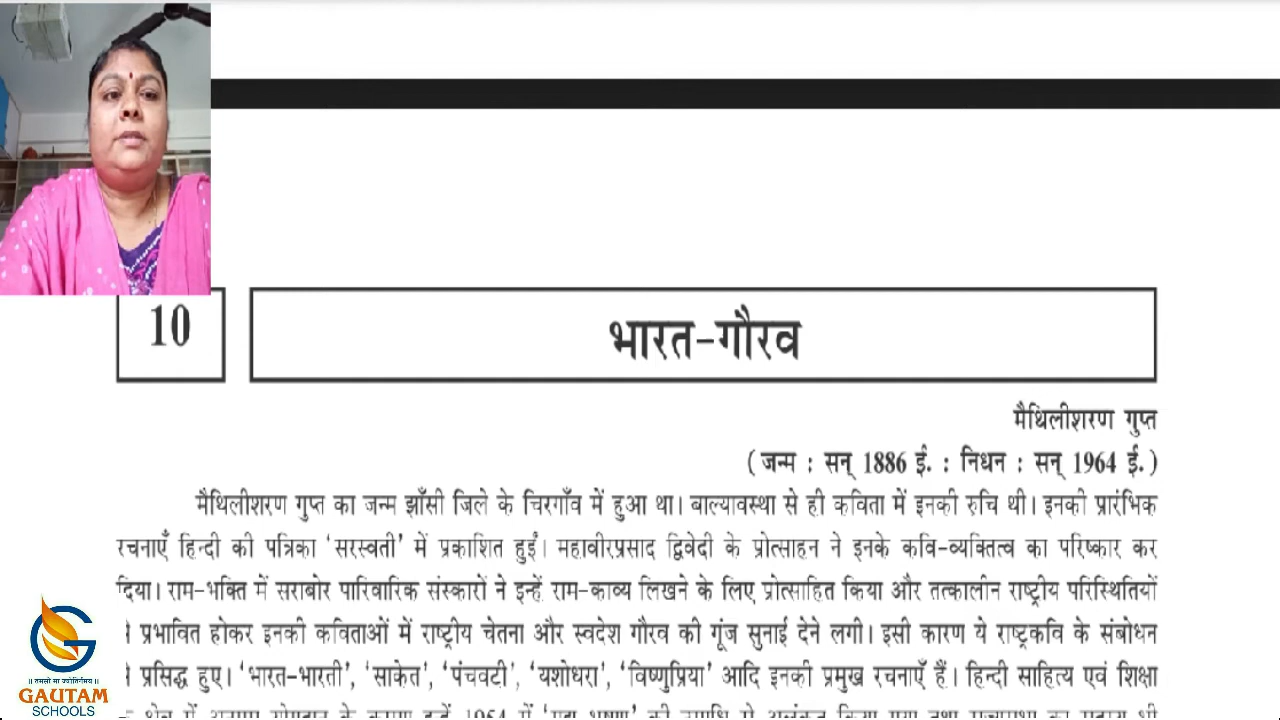 10
भारत-गौरव
मैथिलीशरण गुप्त
( जन्म : सन् 1886 ई. : निधन : सन् 1964 ई. )
मैथिलीशरण गुप्त का जन्म झाँसी जिले के चिरगाँव में हुआ था। बाल्यावस्था से ही कविता में इनकी रुचि थी। इनकी प्रारंभिक
रचनाएँ हिन्दी की पत्रिका ‘सरस्वती’ में प्रकाशित हुईं। महावीरप्रसाद द्विवेदी के प्रोत्साहन ने इनके कवि-व्यक्तित्व का परिष्कार कर
दिया। राम-भक्ति में सराबोर पारिवारिक संस्कारों ने इन्हें राम-काव्य लिखने के लिए प्रोत्साहित किया और तत्कालीन राष्ट्रीय परिस्थितियों
प्रभावित होकर इनकी कविताओं में राष्ट्रीय चेतना और स्वदेश गौरव की गूंज सुनाई देने लगी। इसी कारण ये राष्ट्रकवि के संबोधन
प्रसिद्ध हुए। ‘भारत-भारती’, ‘साकेत’, ‘पंचवटी’, ‘यशोधरा’, ‘विष्णुप्रिया’ आदि इनकी प्रमुख रचनाएँ हैं। हिन्दी साहित्य एवं शिक्षा
|| तमसो मा ज्योतिर्गमय ||
GAUTAM
SCHOOLS